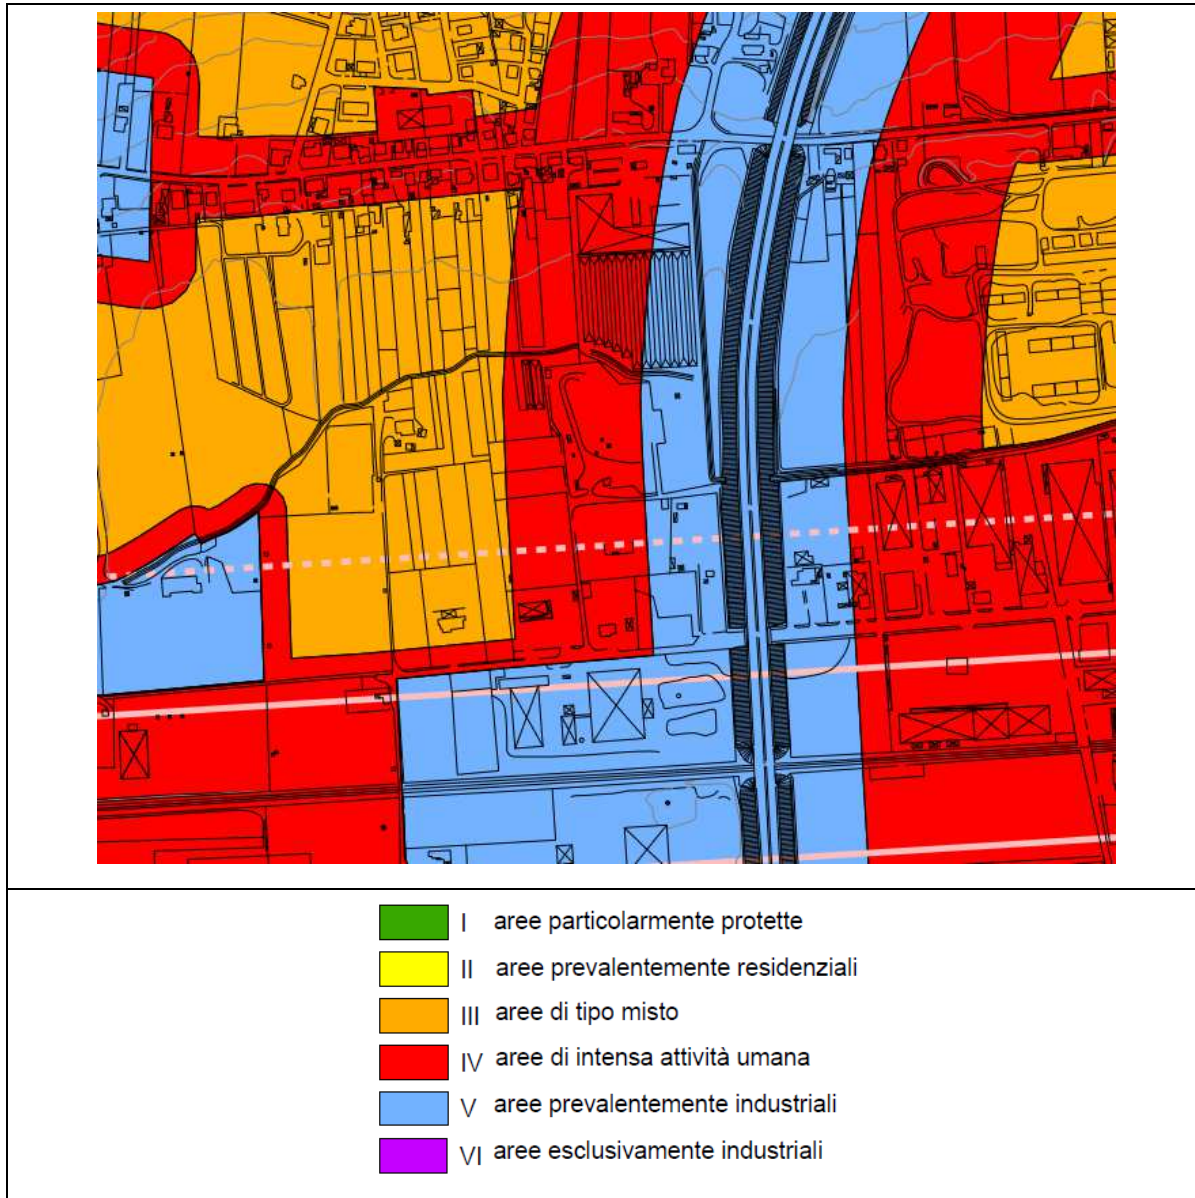 I aree particolarmente protette
II aree prevalentemente residenziali
III aree di tipo misto
IV aree di intensa attività umana
V aree prevalentemente industriali
VI aree esclusivamente industriali